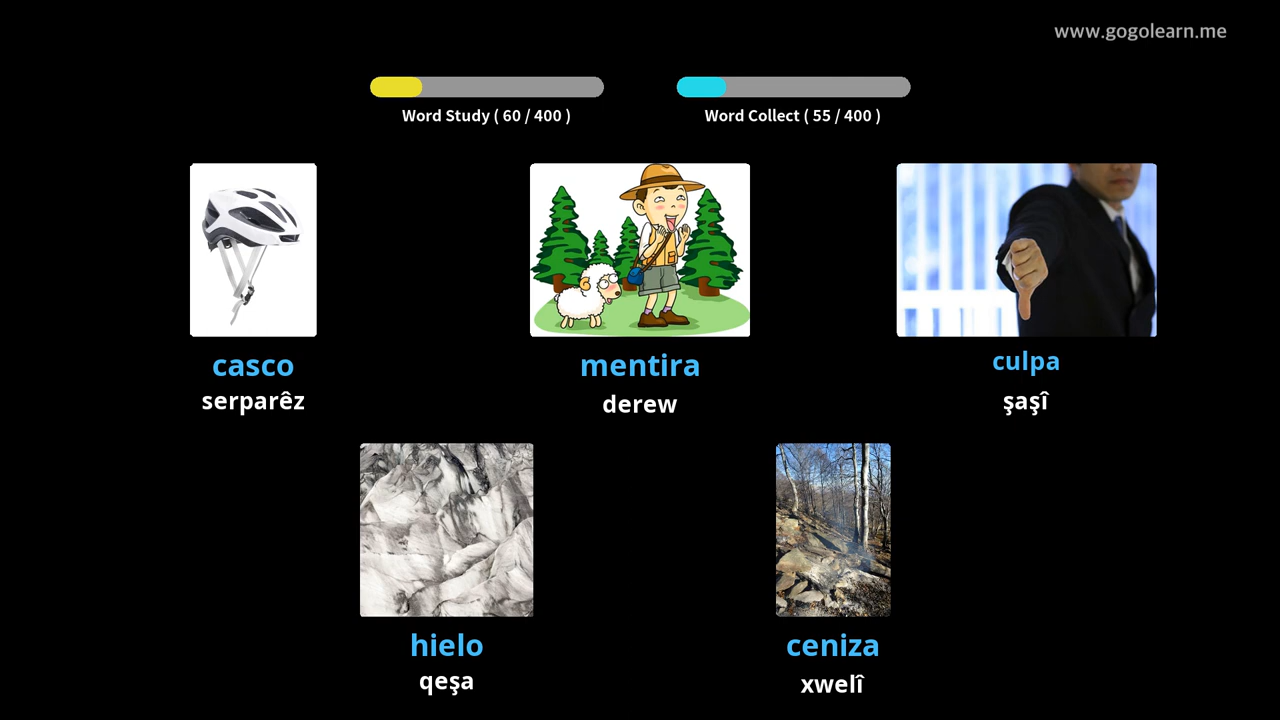 www.gogolearn.me
Word Study ( 60 / 400 )
Word Collect ( 55 / 400 )
casco
serparêz
mentira
derew
culpa
şaşî
hielo
qeşa
ceniza
xwelî